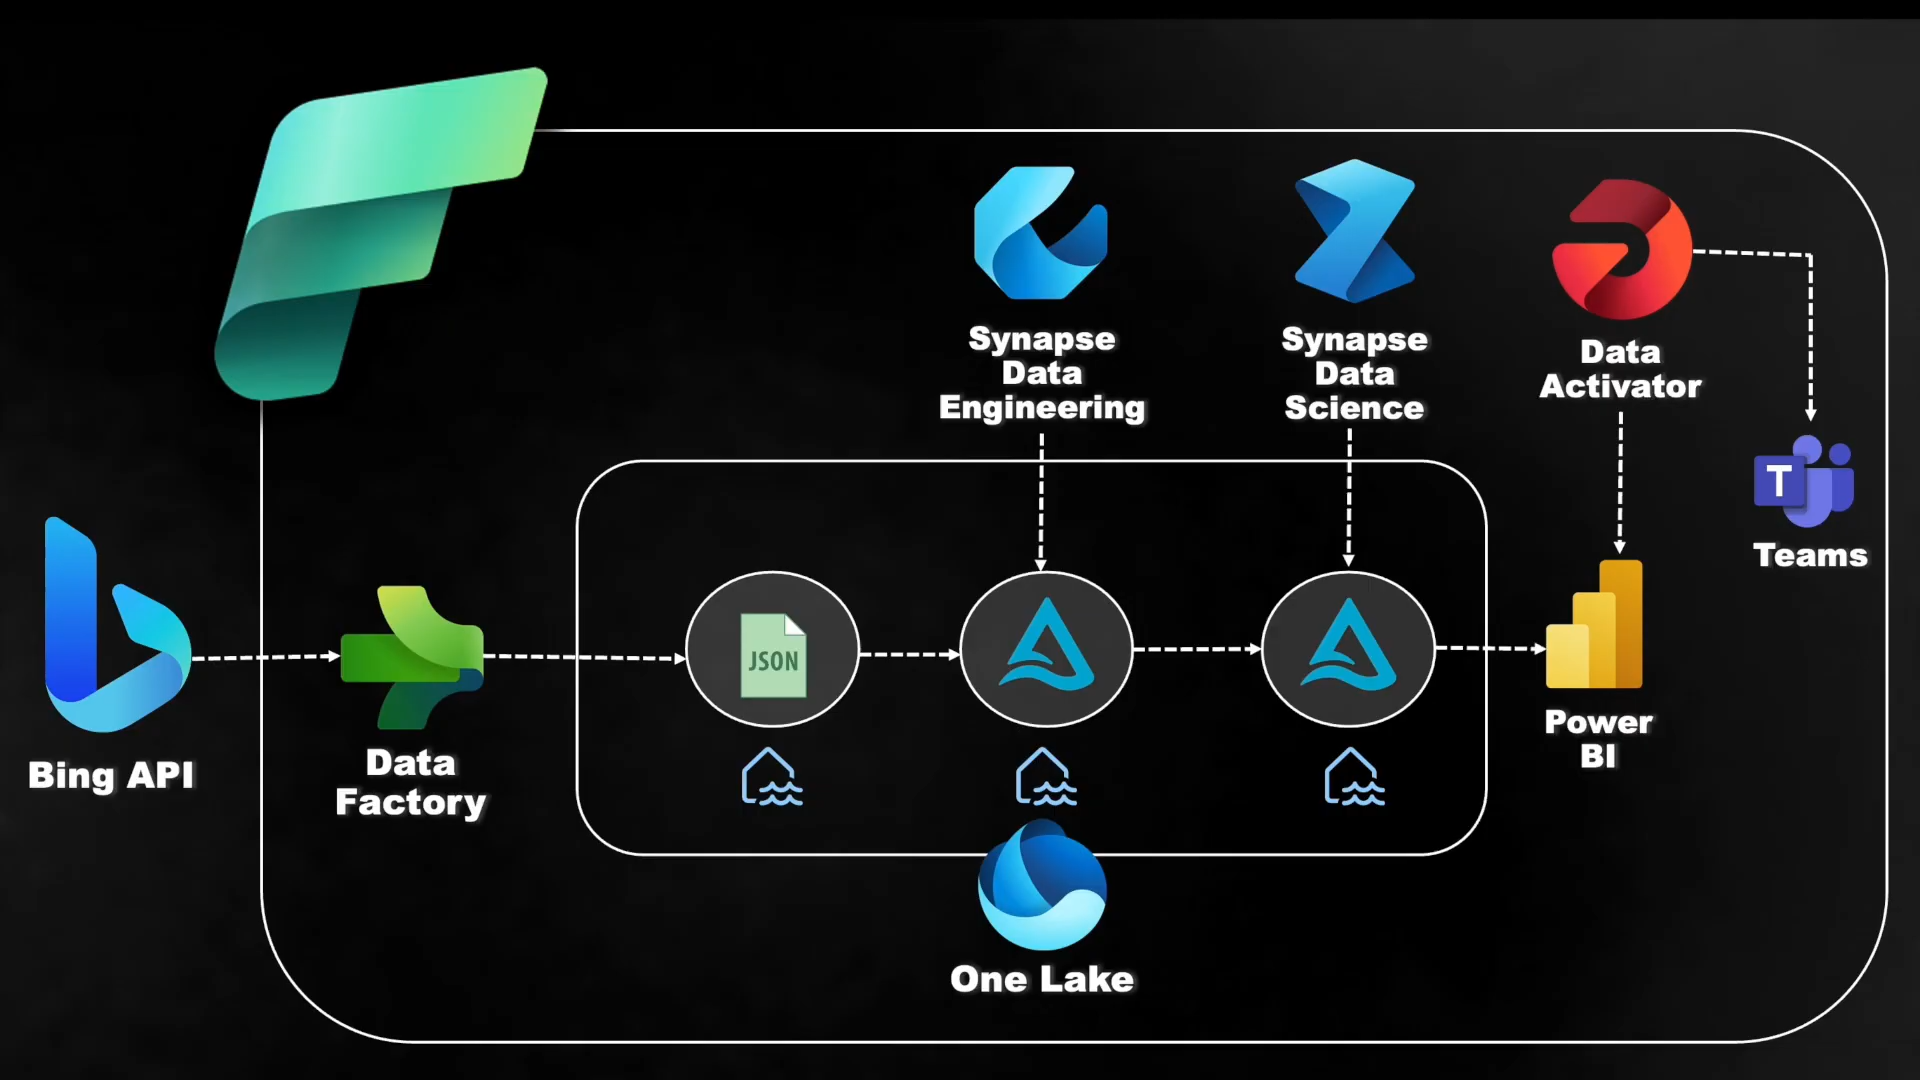 Synapse
Data
Engineering
Synapse
Data
Science
Data
Activator
T
Teams
JSON
Bing API
Data
Factory
Power
BI
One Lake